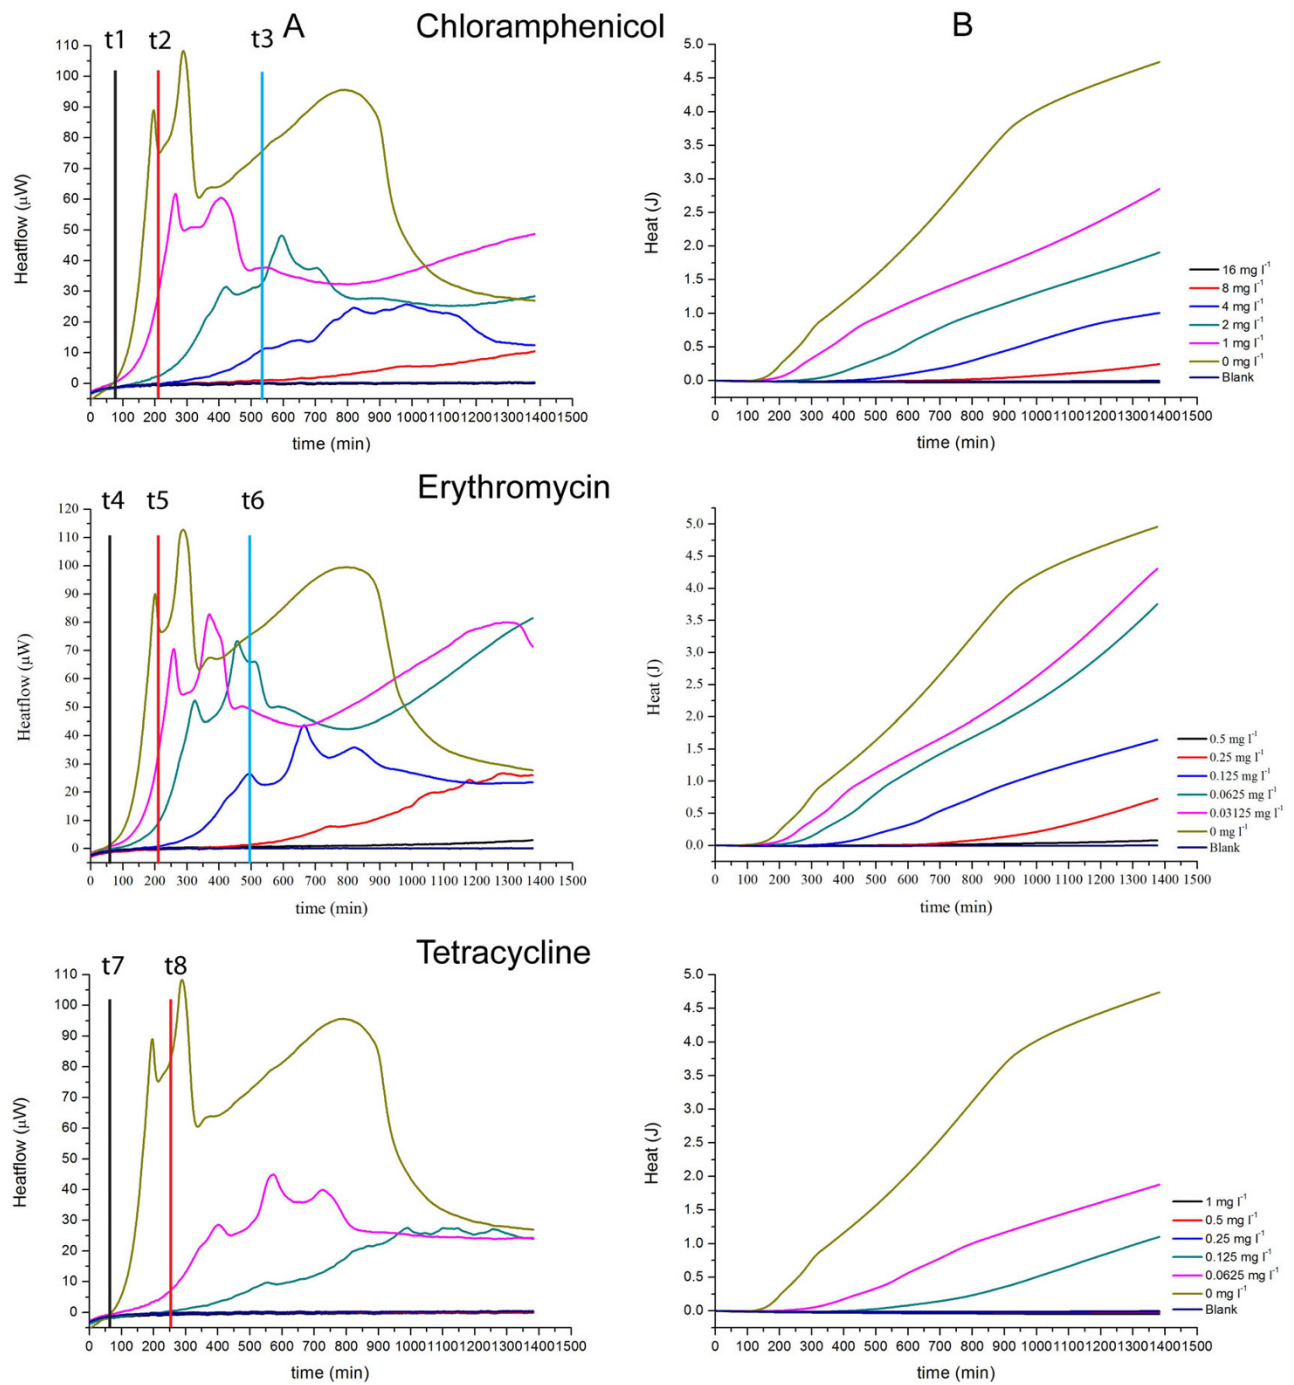 A
Chloramphenicol
B
t1 t2 t3
110
100
90
80
70
60
50
40
30
20
10
0
Heatflow (µW)
0 100 200 300 400 500 600 700 800 900 1000 1100 1200 1300 1400 1500
time (min)
5.0
4.5
4.0
3.5
3.0
2.5
2.0
1.5
1.0
0.5
0.0
Heat (J)
0 100 200 300 400 500 600 700 800 900 1000 1100 1200 1300 1400 1500
time (min)
16 mg l⁻¹
8 mg l⁻¹
4 mg l⁻¹
2 mg l⁻¹
1 mg l⁻¹
0 mg l⁻¹
Blank
Erythromycin
t4 t5 t6
120
110
100
90
80
70
60
50
40
30
20
10
0
Heatflow (µW)
0 100 200 300 400 500 600 700 800 900 1000 1100 1200 1300 1400 1500
time (min)
5.0
4.5
4.0
3.5
3.0
2.5
2.0
1.5
1.0
0.5
0.0
Heat (J)
0 100 200 300 400 500 600 700 800 900 1000 1100 1200 1300 1400 1500
time (min)
0.5 mg l⁻¹
0.25 mg l⁻¹
0.125 mg l⁻¹
0.0625 mg l⁻¹
0.03125 mg l⁻¹
0 mg l⁻¹
Blank
Tetracycline
t7 t8
110
100
90
80
70
60
50
40
30
20
10
0
Heatflow (µW)
0 100 200 300 400 500 600 700 800 900 1000 1100 1200 1300 1400 1500
time (min)
5.0
4.5
4.0
3.5
3.0
2.5
2.0
1.5
1.0
0.5
0.0
Heat (J)
0 100 200 300 400 500 600 700 800 900 1000 1100 1200 1300 1400 1500
time (min)
1 mg l⁻¹
0.5 mg l⁻¹
0.25 mg l⁻¹
0.125 mg l⁻¹
0.0625 mg l⁻¹
0 mg l⁻¹
Blank